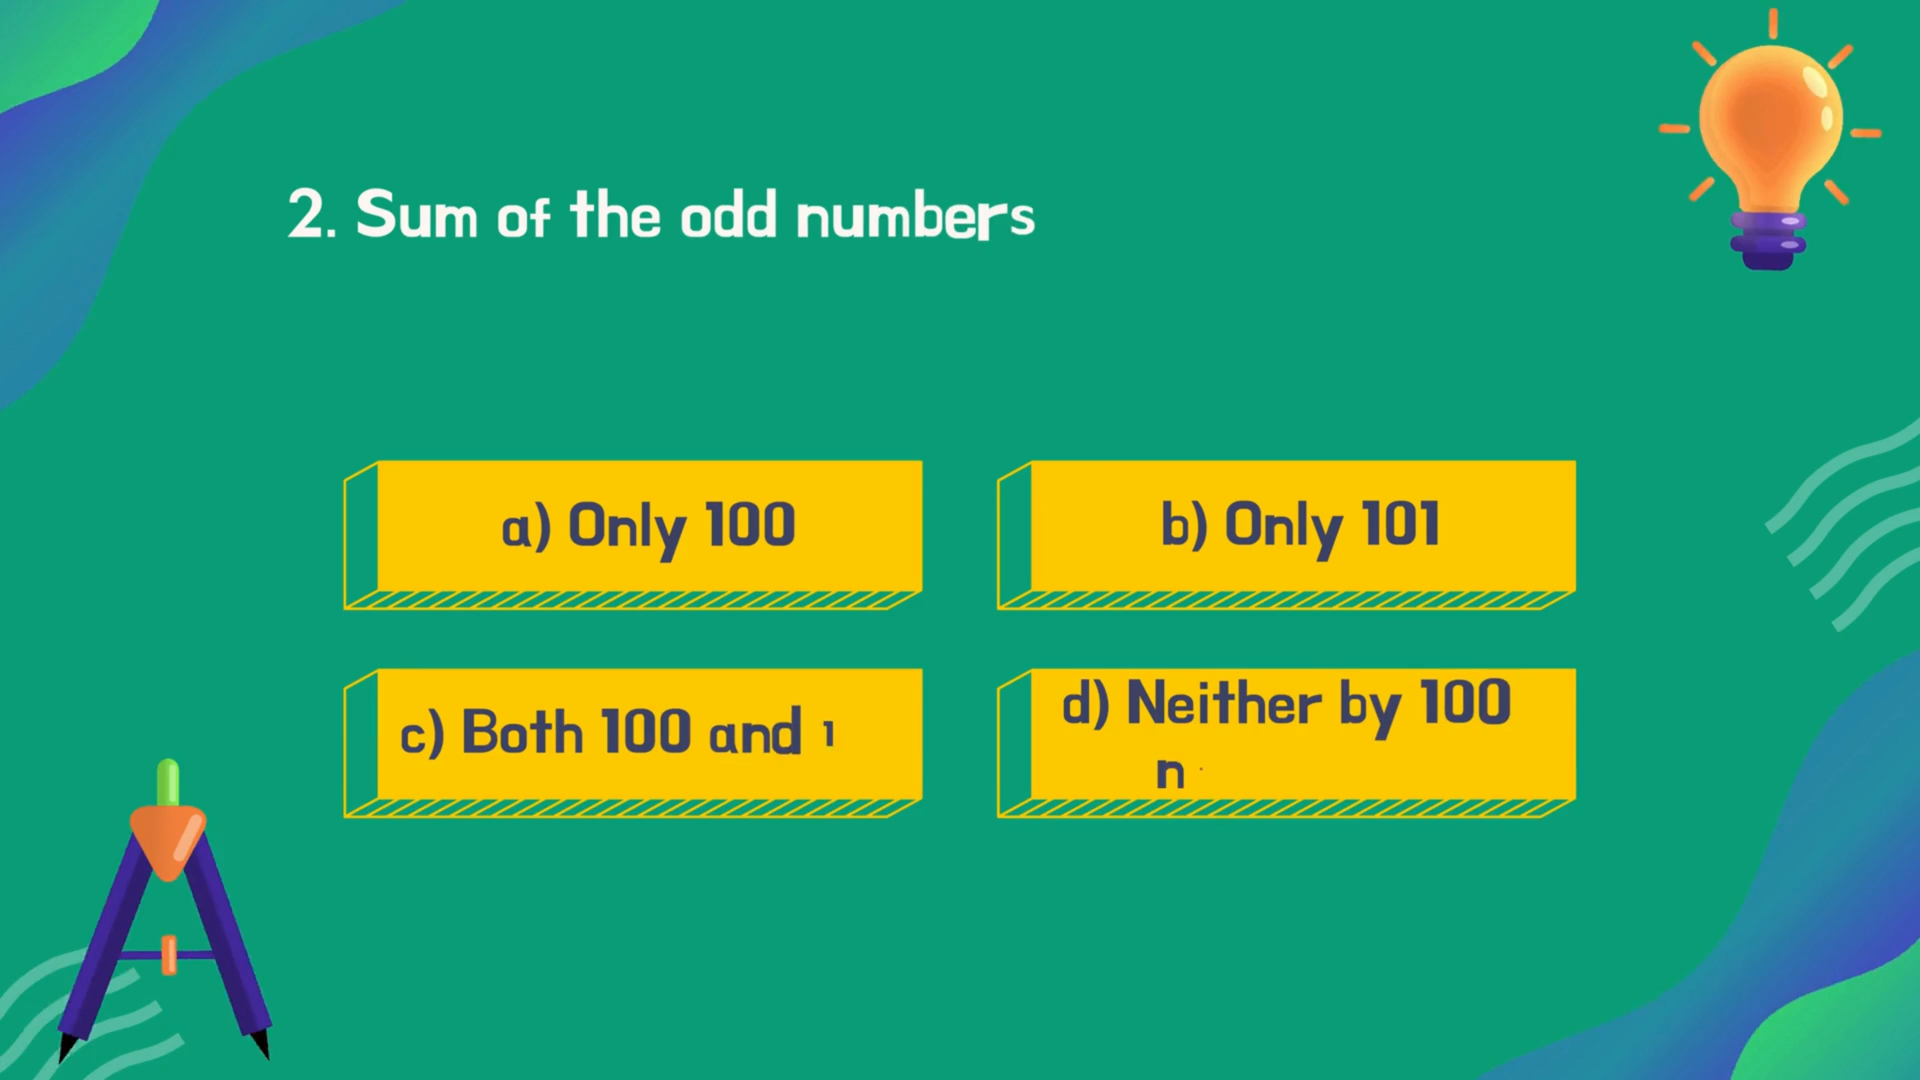 2. Sum of the odd numbers
a) Only 100
b) Only 101
c) Both 100 and 1
d) Neither by 100
n